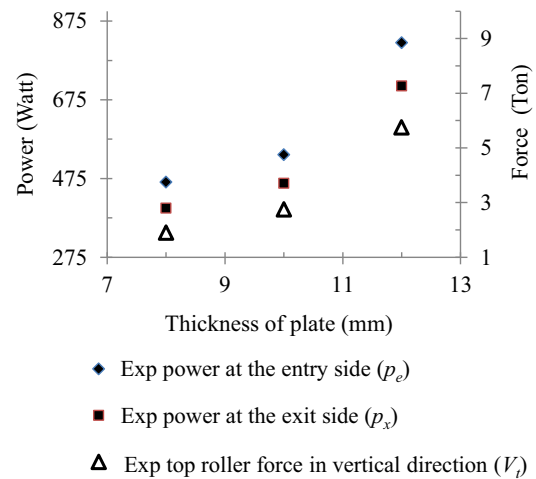 875
675
475
275
Power (Watt)
9
7
5
3
1
Force (Ton)
7 9 11 13
Thickness of plate (mm)
Exp power at the entry side (pe)
Exp power at the exit side (px)
Exp top roller force in vertical direction (Vt)